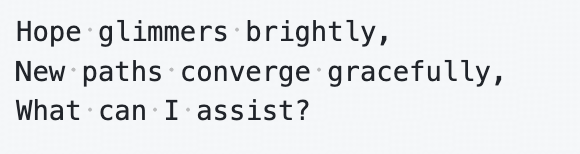 Hope glimmers brightly,
New paths converge gracefully,
What can I assist?